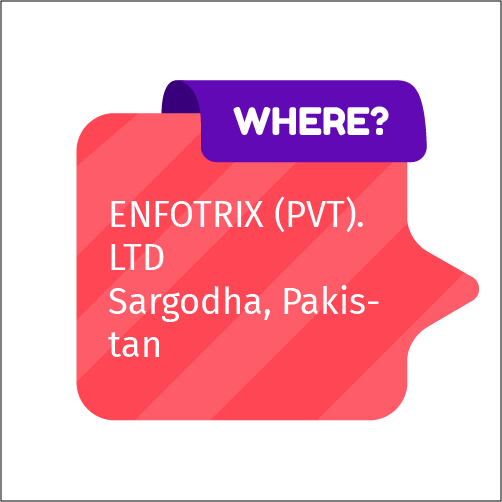 WHERE?
ENFOTRIX (PVT).
LTD
Sargodha, Pakis-
tan